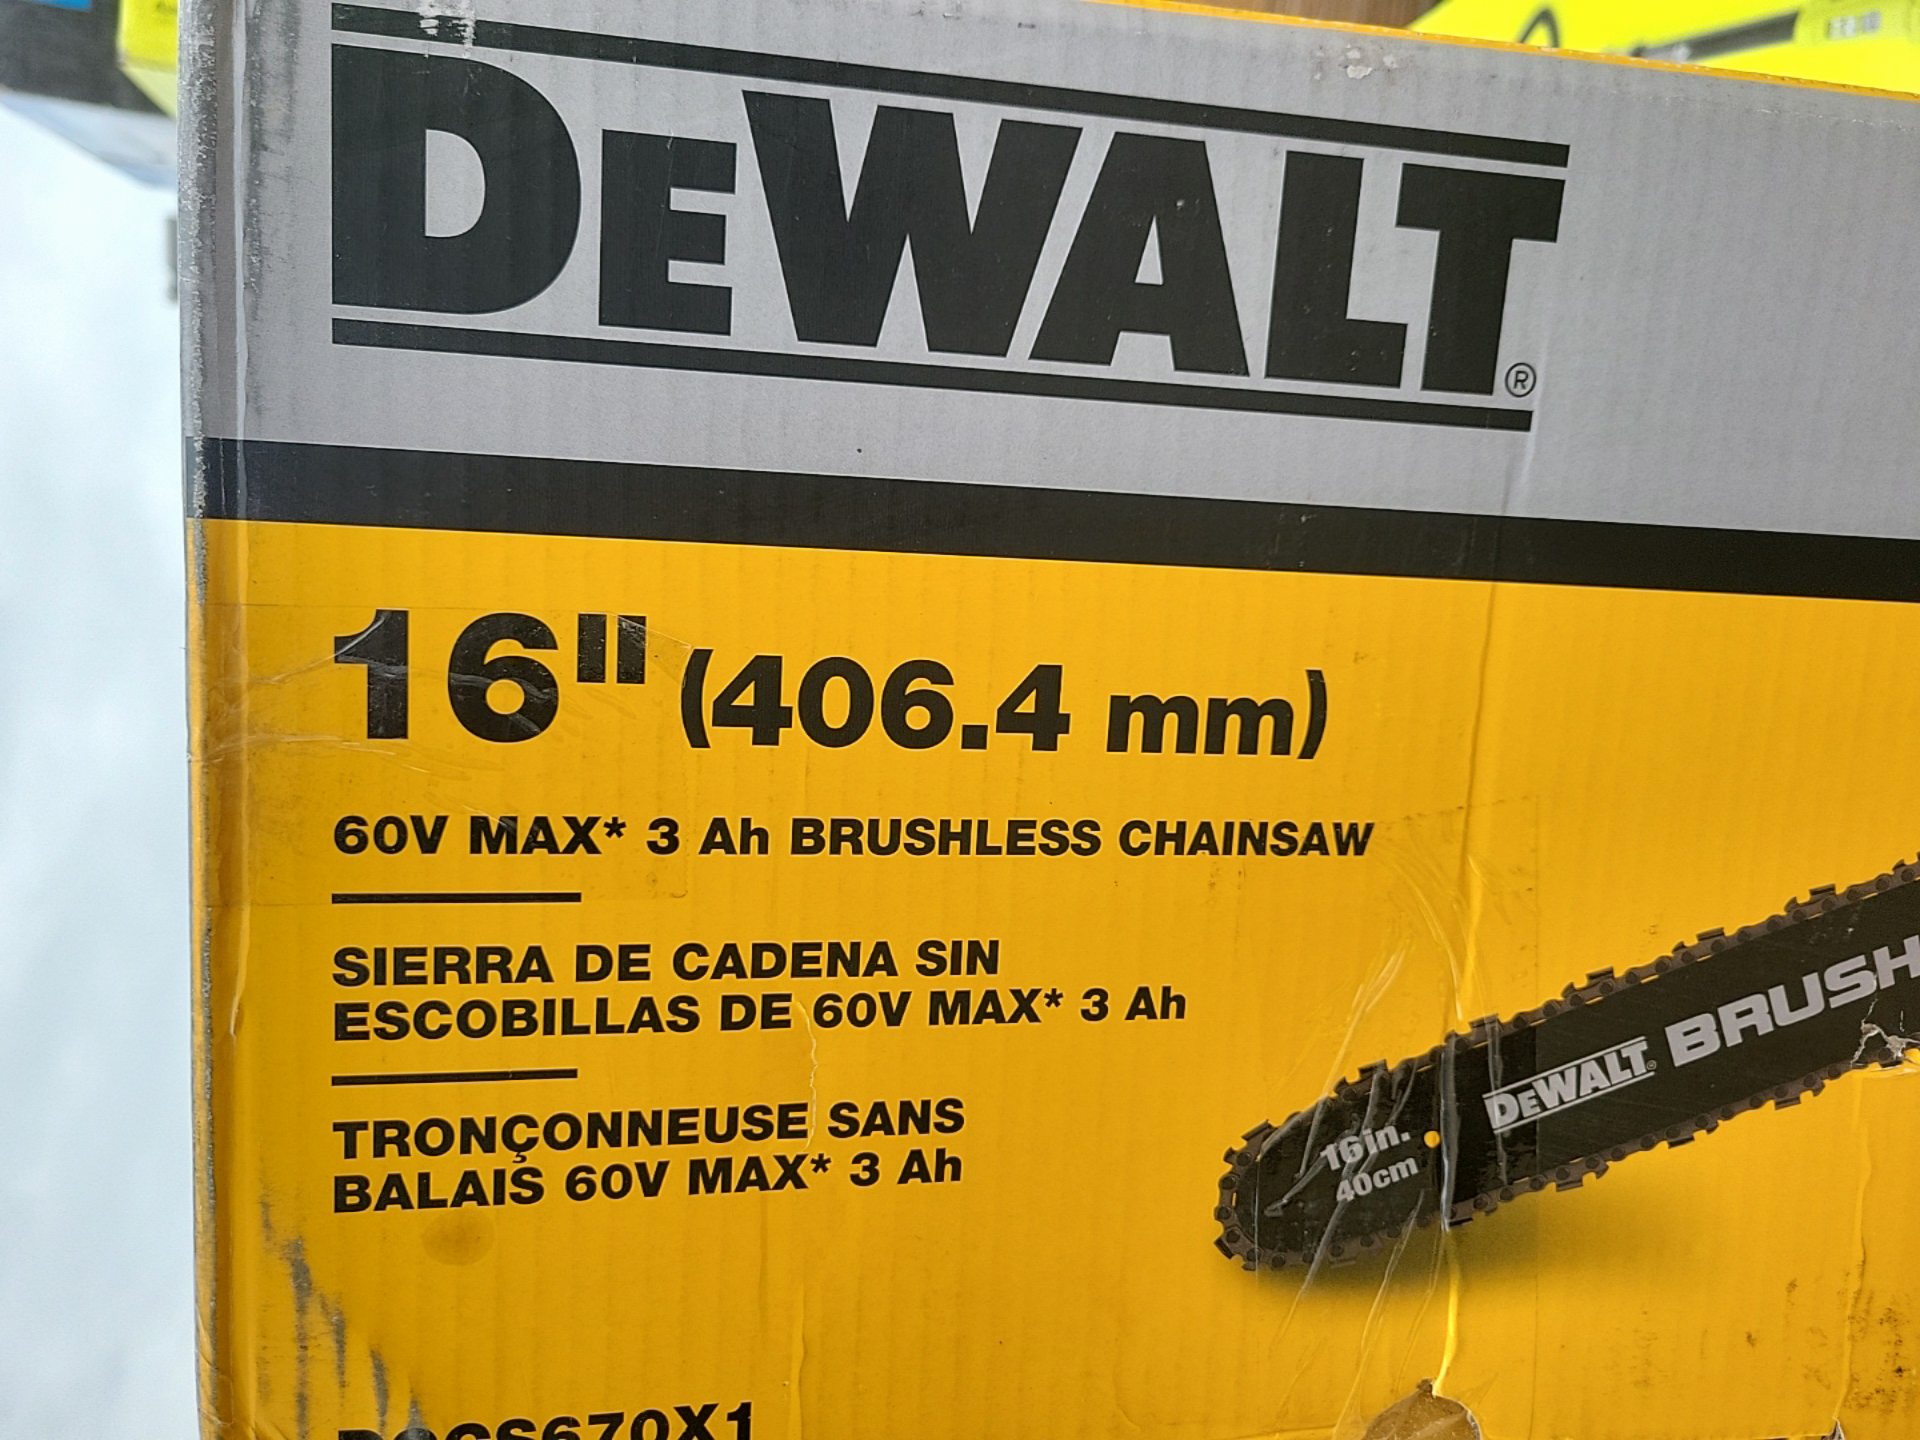 DEWALT®
16" (406.4 mm)
60V MAX* 3 Ah BRUSHLESS CHAINSAW
SIERRA DE CADENA SIN
ESCOBILLAS DE 60V MAX* 3 Ah
TRONÇONNEUSE SANS
BALAIS 60V MAX* 3 Ah
16in.
40cm
DEWALT® BRUSH